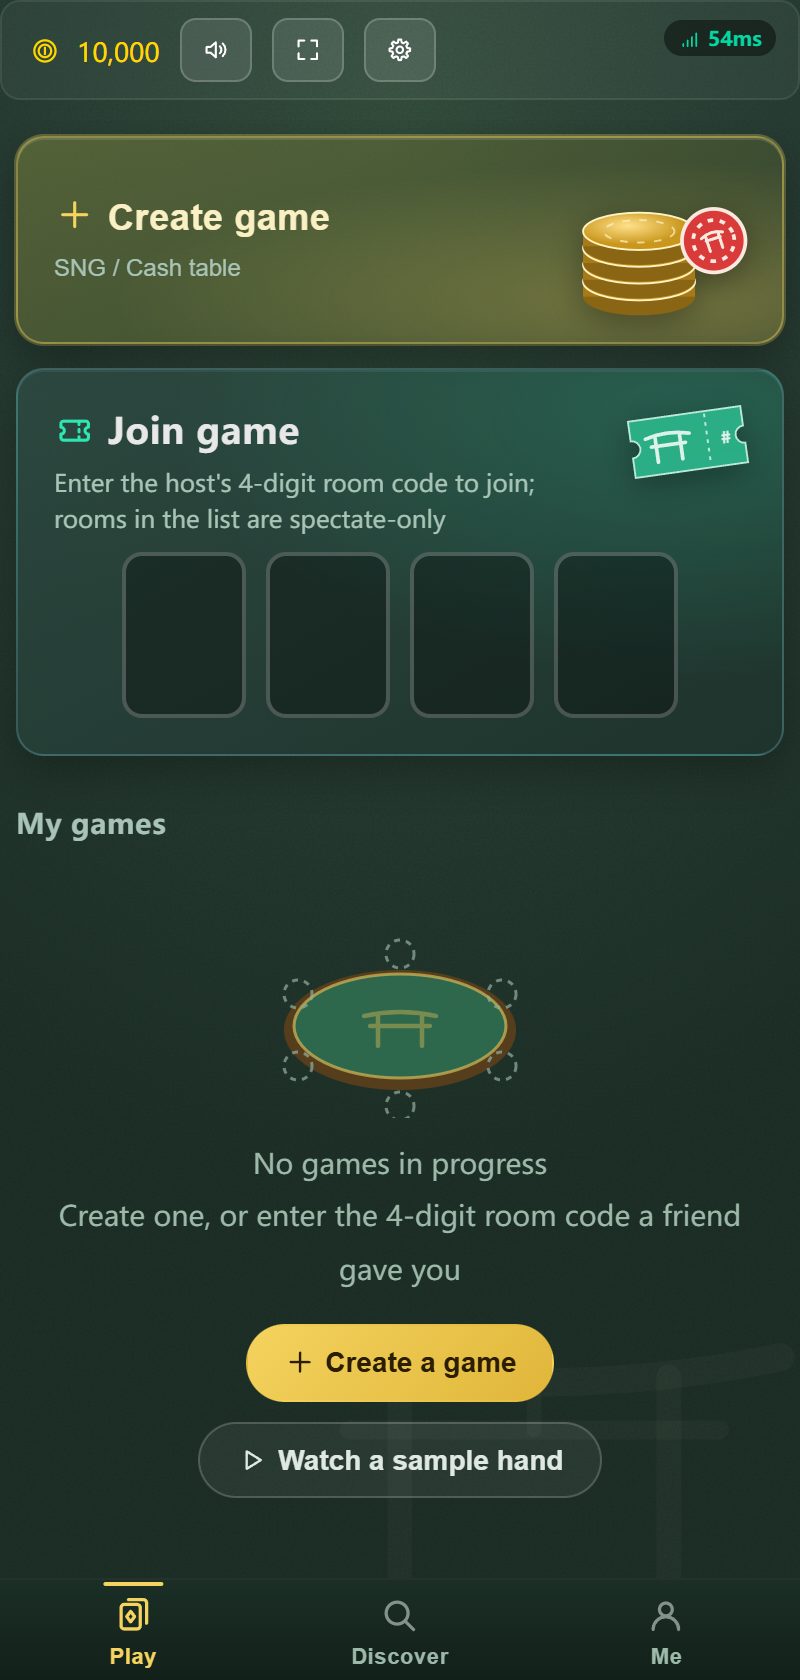 10,000
54ms
Create game
SNG / Cash table
Join game
#
Enter the host's 4-digit room code to join;
rooms in the list are spectate-only
My games
No games in progress
Create one, or enter the 4-digit room code a friend
gave you
Create a game
Watch a sample hand
Play
Discover
Me